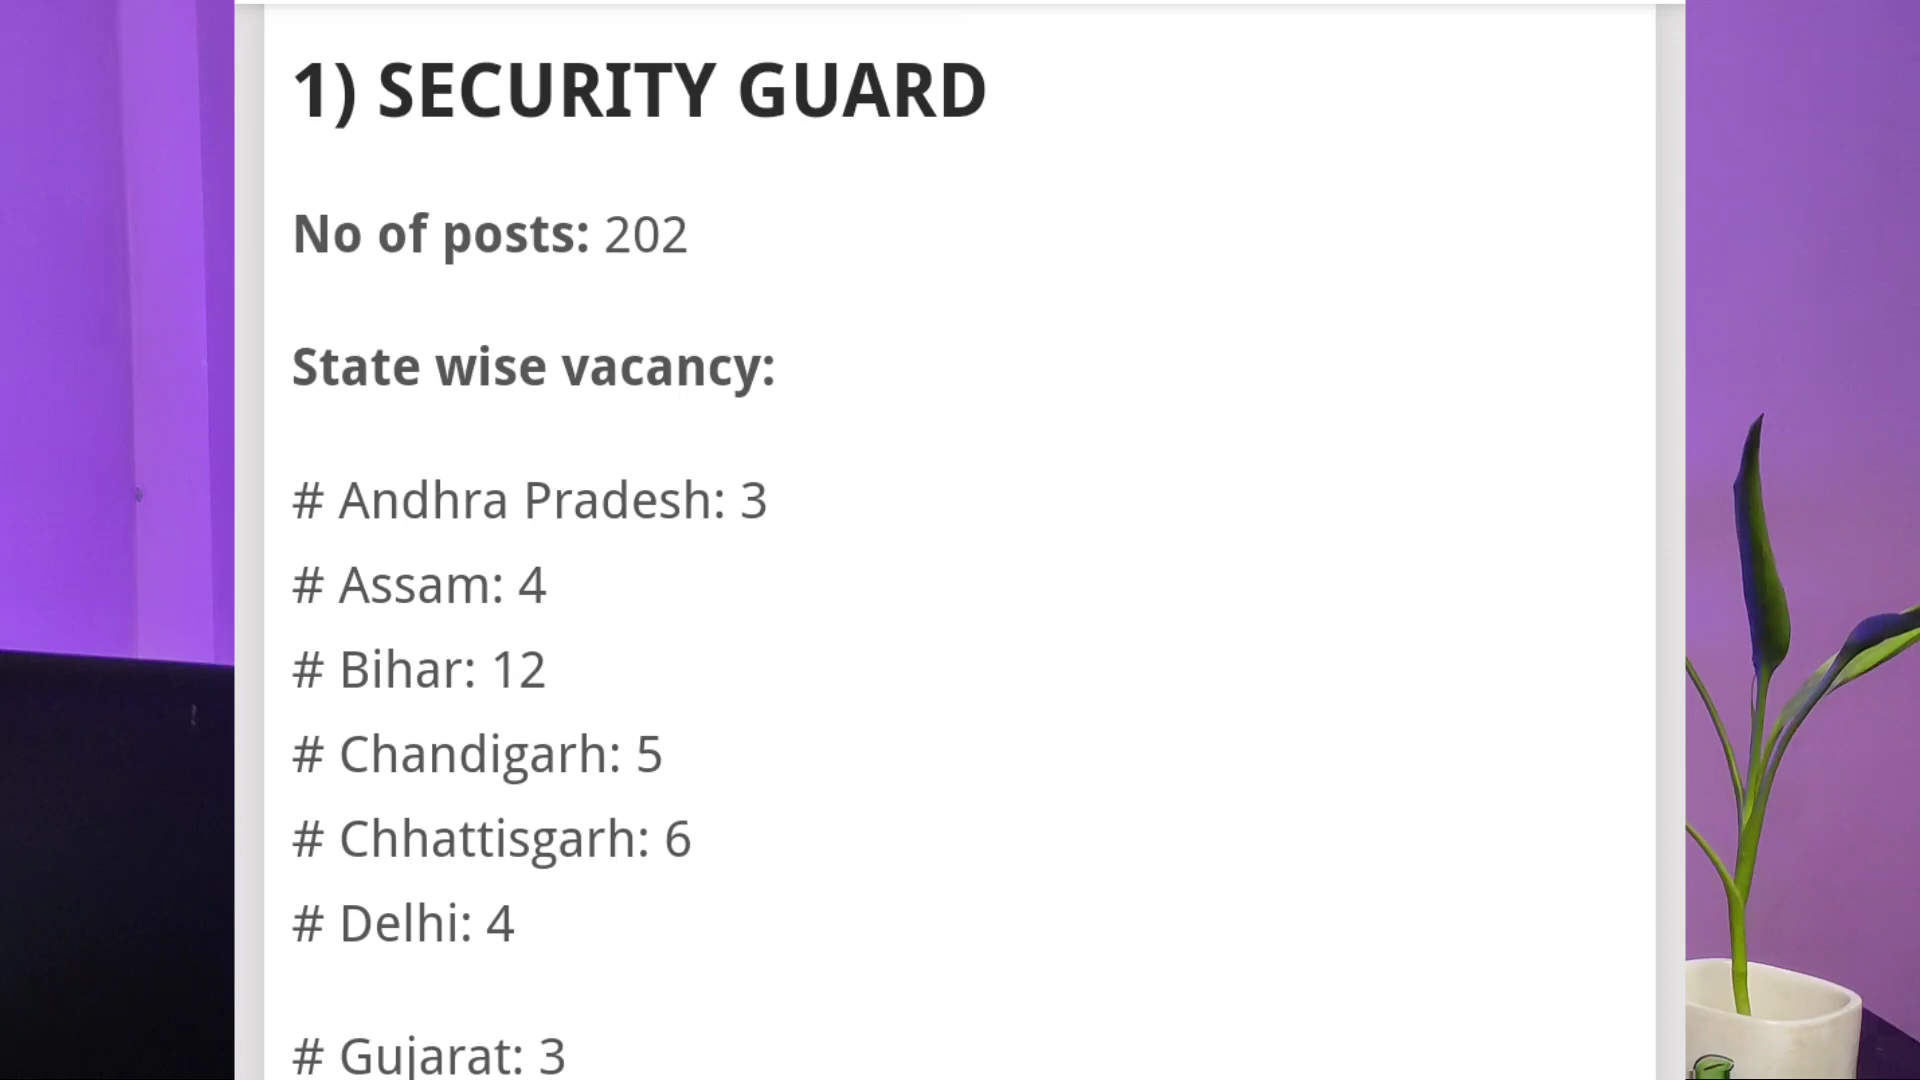 1) SECURITY GUARD
No of posts: 202
State wise vacancy:
# Andhra Pradesh: 3
# Assam: 4
# Bihar: 12
# Chandigarh: 5
# Chhattisgarh: 6
# Delhi: 4
# Gujarat: 3